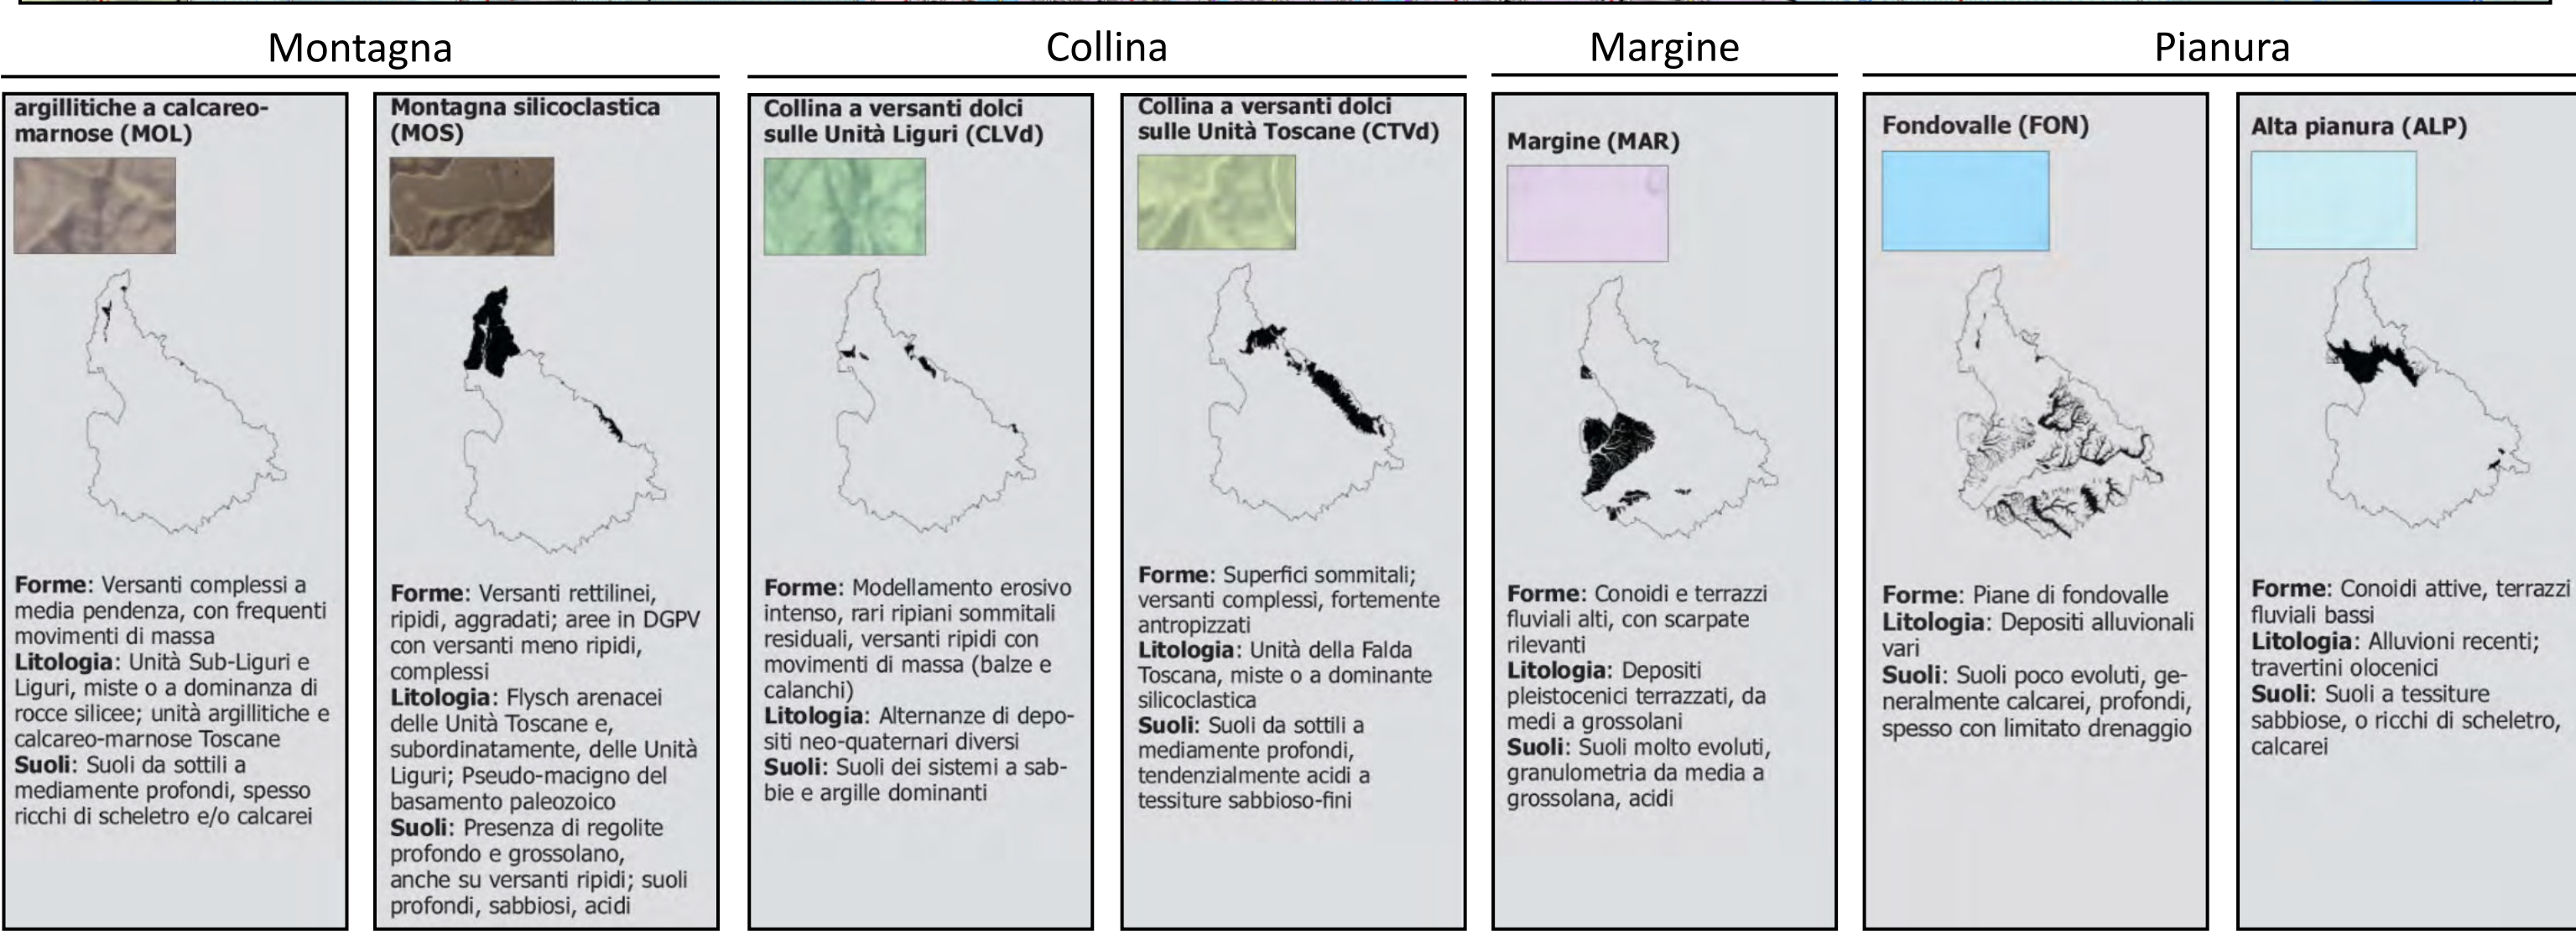 Montagna
Collina
Margine
Pianura
argillitiche a calcareo-
marnose (MOL)
Forme: Versanti complessi a
media pendenza, con frequenti
movimenti di massa
Litologia: Unità Sub-Liguri e
Liguri, miste o a dominanza di
rocce silicee; unità argillitiche e
calcareo-marnose Toscane
Suoli: Suoli da sottili a
mediamente profondi, spesso
ricchi di scheletro e/o calcarei
Montagna silicoclastica
(MOS)
Forme: Versanti rettilinei,
ripidi, aggradati; aree in DGPV
con versanti meno ripidi,
complessi
Litologia: Flysch arenacei
delle Unità Toscane e,
subordinatamente, delle Unità
Liguri; Pseudo-macigno del
basamento paleozoico
Suoli: Presenza di regolite
profondo e grossolano,
anche su versanti ripidi; suoli
profondi, sabbiosi, acidi
Collina a versanti dolci
sulle Unità Liguri (CLVd)
Forme: Modellamento erosivo
intenso, rari ripiani sommitali
residuali, versanti ripidi con
movimenti di massa (balze e
calanchi)
Litologia: Alternanze di depo-
siti neo-quaternari diversi
Suoli: Suoli dei sistemi a sab-
bie e argille dominanti
Collina a versanti dolci
sulle Unità Toscane (CTVd)
Forme: Superfici sommitali;
versanti complessi, fortemente
antropizzati
Litologia: Unità della Falda
Toscana, miste o a dominante
silicoclastica
Suoli: Suoli da sottili a
mediamente profondi,
tendenzialmente acidi a
tessiture sabbioso-fini
Margine (MAR)
Forme: Conoidi e terrazzi
fluviali alti, con scarpate
rilevanti
Litologia: Depositi
pleistocenici terrazzati, da
medi a grossolani
Suoli: Suoli molto evoluti,
granulometria da media a
grossolana, acidi
Fondovalle (FON)
Forme: Piane di fondovalle
Litologia: Depositi alluvionali
vari
Suoli: Suoli poco evoluti, ge-
neralmente calcarei, profondi,
spesso con limitato drenaggio
Alta pianura (ALP)
Forme: Conoidi attive, terrazzi
fluviali bassi
Litologia: Alluvioni recenti;
travertini olocenici
Suoli: Suoli a tessiture
sabbiose, o ricchi di scheletro,
calcarei